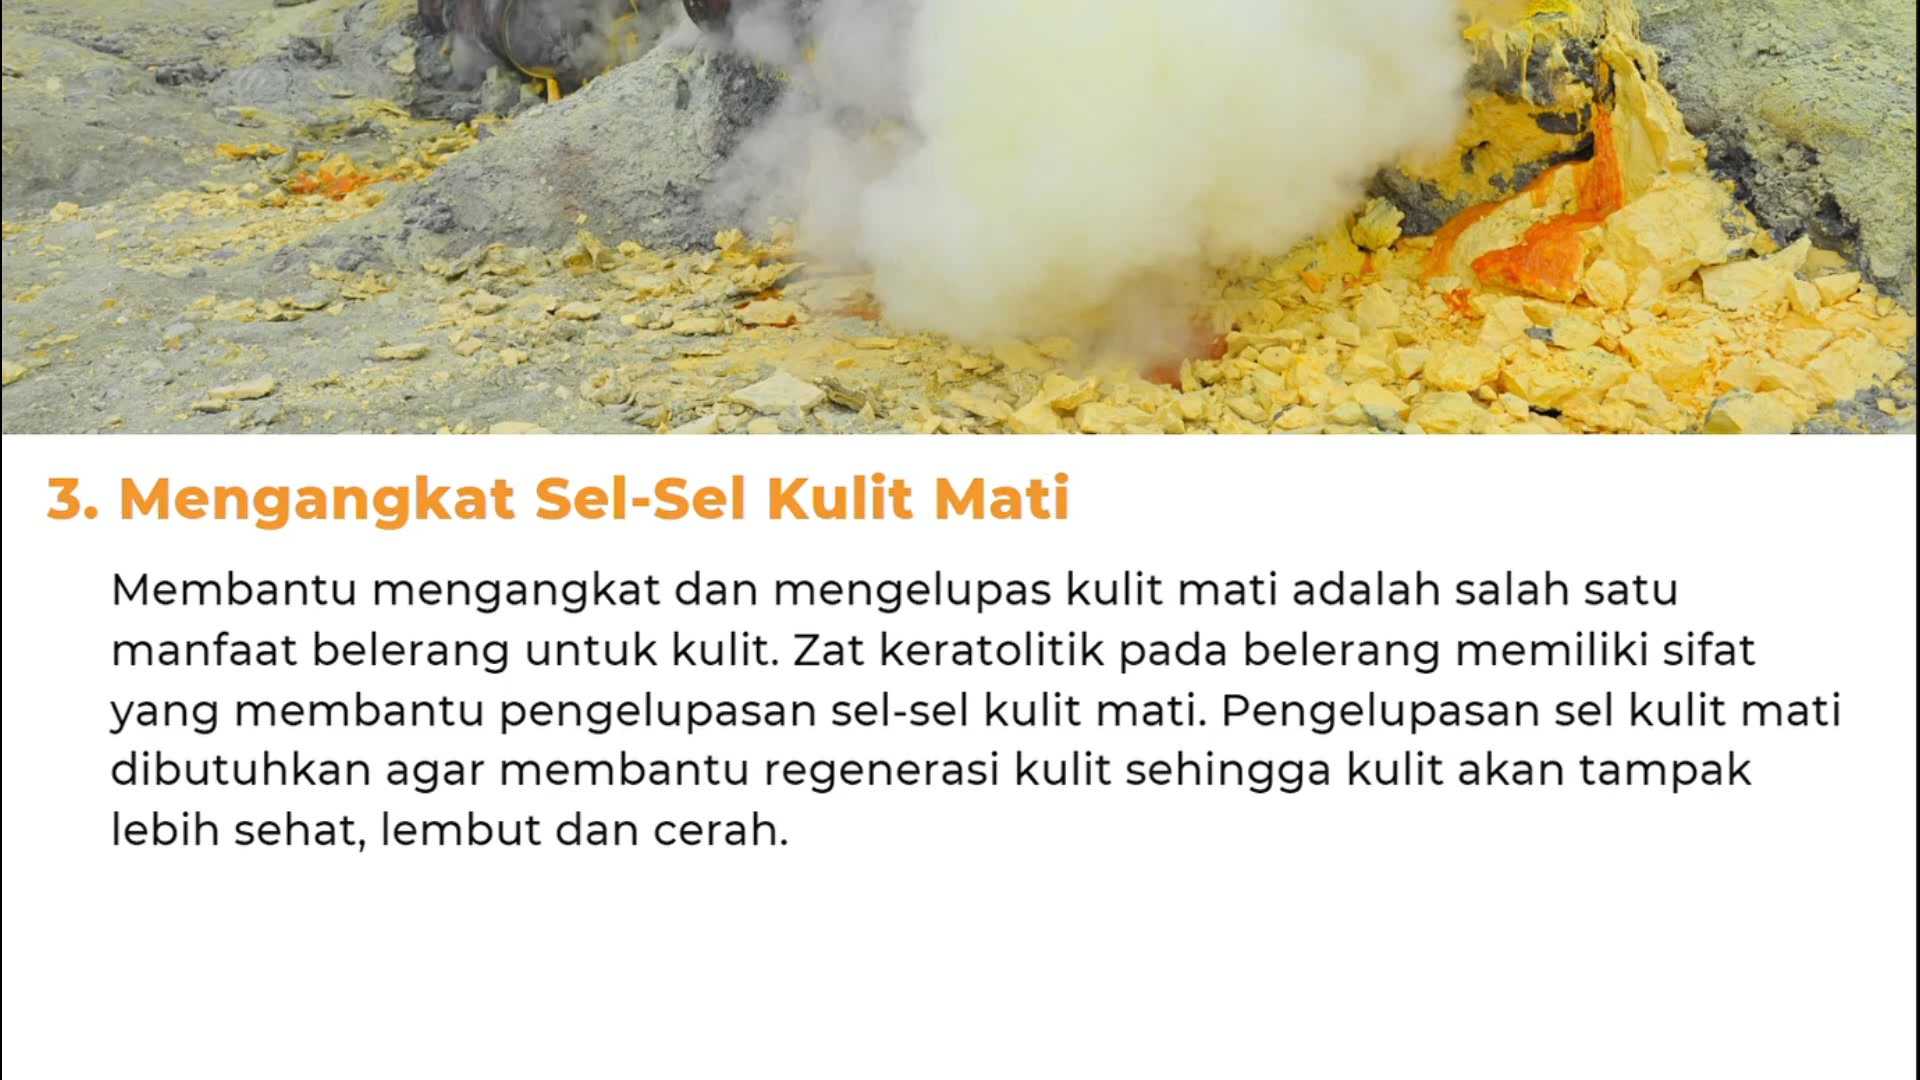 3. Mengangkat Sel-Sel Kulit Mati
Membantu mengangkat dan mengelupas kulit mati adalah salah satu
manfaat belerang untuk kulit. Zat keratolitik pada belerang memiliki sifat
yang membantu pengelupasan sel-sel kulit mati. Pengelupasan sel kulit mati
dibutuhkan agar membantu regenerasi kulit sehingga kulit akan tampak
lebih sehat, lembut dan cerah.